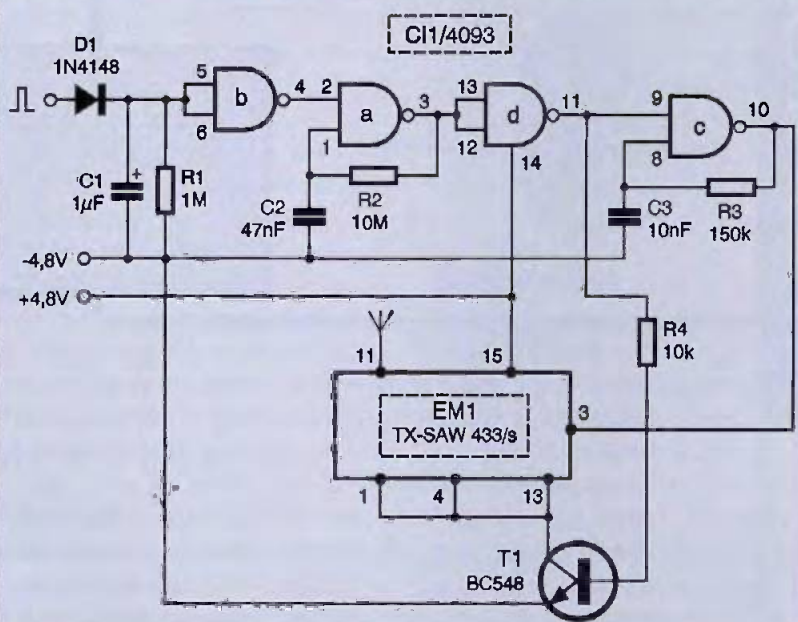 CI1/4093
D1
1N4148
5
6
b
4
2
1
a
3
13
12
d
11
14
9
8
c
10
C1
+
1µF
R1
1M
C2
47nF
R2
10M
C3
10nF
R3
150k
-4,8V
+4,8V
R4
10k
11
15
EM1
TX-SAW 433/s
3
1
4
13
T1
BC548